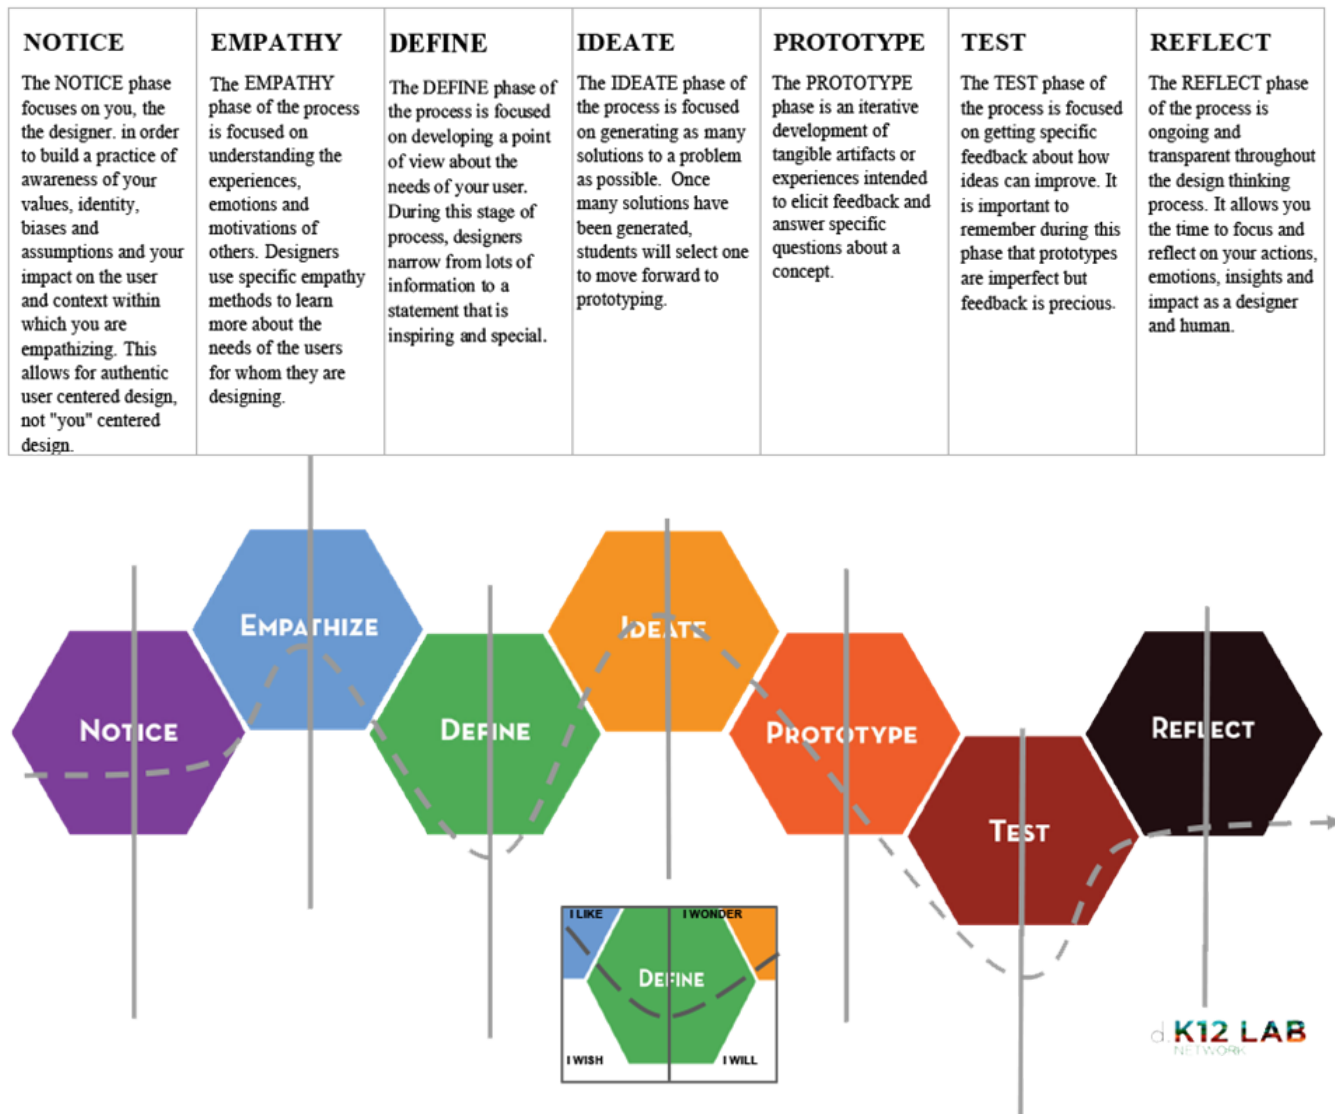 NOTICE
The NOTICE phase
focuses on you, the
the designer. in order
to build a practice of
awareness of your
values, identity,
biases and
assumptions and your
impact on the user
and context within
which you are
empathizing. This
allows for authentic
user centered design,
not "you" centered
design.
EMPATHY
The EMPATHY
phase of the process
is focused on
understanding the
experiences,
emotions and
motivations of
others. Designers
use specific empathy
methods to learn
more about the
needs of the users
for whom they are
designing.
DEFINE
The DEFINE phase of
the process is focused
on developing a point
of view about the
needs of your user.
During this stage of
process, designers
narrow from lots of
information to a
statement that is
inspiring and special.
IDEATE
The IDEATE phase of
the process is focused
on generating as many
solutions to a problem
as possible. Once
many solutions have
been generated,
students will select one
to move forward to
prototyping.
PROTOTYPE
The PROTOTYPE
phase is an iterative
development of
tangible artifacts or
experiences intended
to elicit feedback and
answer specific
questions about a
concept.
TEST
The TEST phase of
the process is focused
on getting specific
feedback about how
ideas can improve. It
is important to
remember during this
phase that prototypes
are imperfect but
feedback is precious.
REFLECT
The REFLECT phase
of the process is
ongoing and
transparent throughout
the design thinking
process. It allows you
the time to focus and
reflect on your actions,
emotions, insights and
impact as a designer
and human.
NOTICE
EMPATHIZE
DEFINE
IDEATE
PROTOTYPE
TEST
REFLECT
I LIKE
I WONDER
DEFINE
I WISH
I WILL
d. K12 LAB
NETWORK